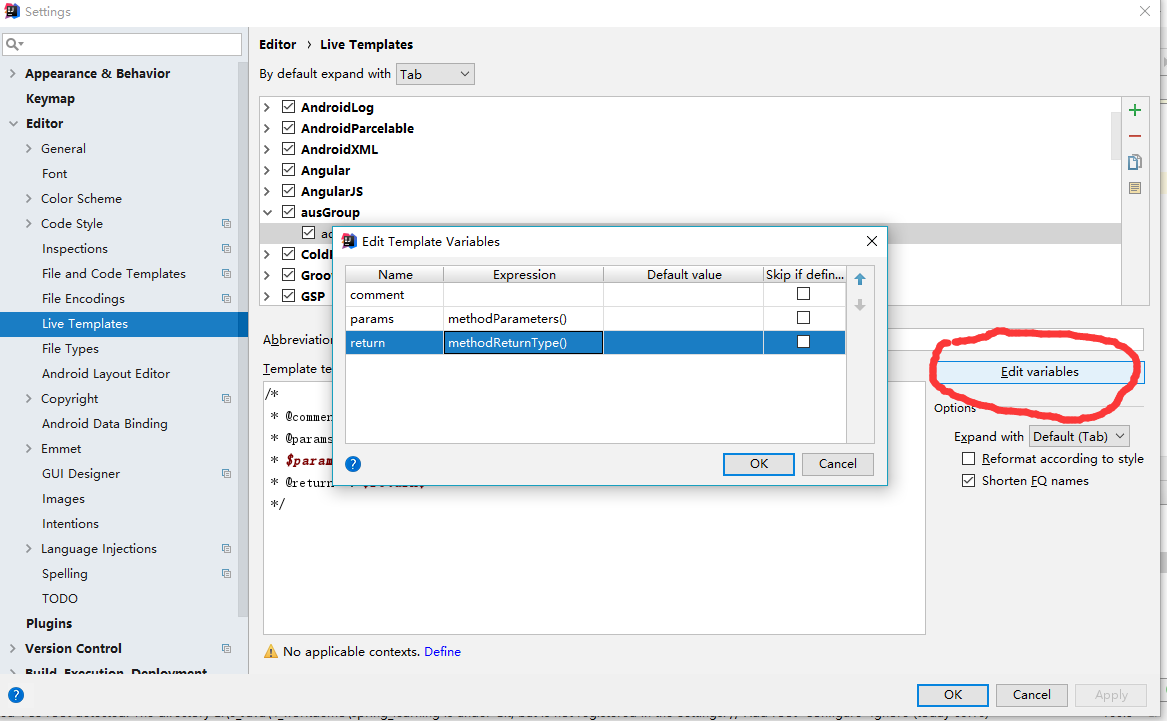 Settings
Appearance & Behavior
Keymap
Editor
General
Font
Color Scheme
Code Style
Inspections
File and Code Templates
File Encodings
Live Templates
File Types
Android Layout Editor
Copyright
Android Data Binding
Emmet
GUI Designer
Images
Intentions
Language Injections
Spelling
TODO
Plugins
Version Control
Build, Execution, Deployment
?
Editor › Live Templates
By default expand with Tab
AndroidLog
AndroidParcelable
AndroidXML
Angular
AngularJS
ausGroup
GSP
Edit Template Variables
Name Expression Default value Skip if defin...
comment
params methodParameters()
return methodReturnType()
? OK Cancel
Template te
/*
* @commen
* @params
* $param
* @return
*/
Edit variables
Options
Expand with Default (Tab)
Reformat according to style
Shorten FQ names
No applicable contexts. Define
OK Cancel Apply